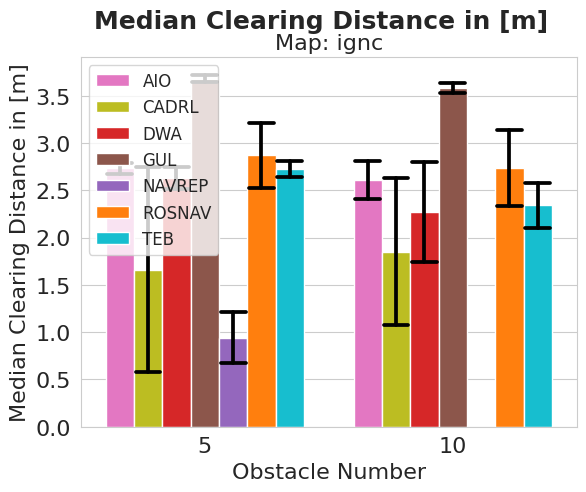 Median Clearing Distance in [m]
Map: ignc
Median Clearing Distance in [m]
3.5
3.0
2.5
2.0
1.5
1.0
0.5
0.0
AIO
CADRL
DWA
GUL
NAVREP
ROSNAV
TEB
5
10
Obstacle Number